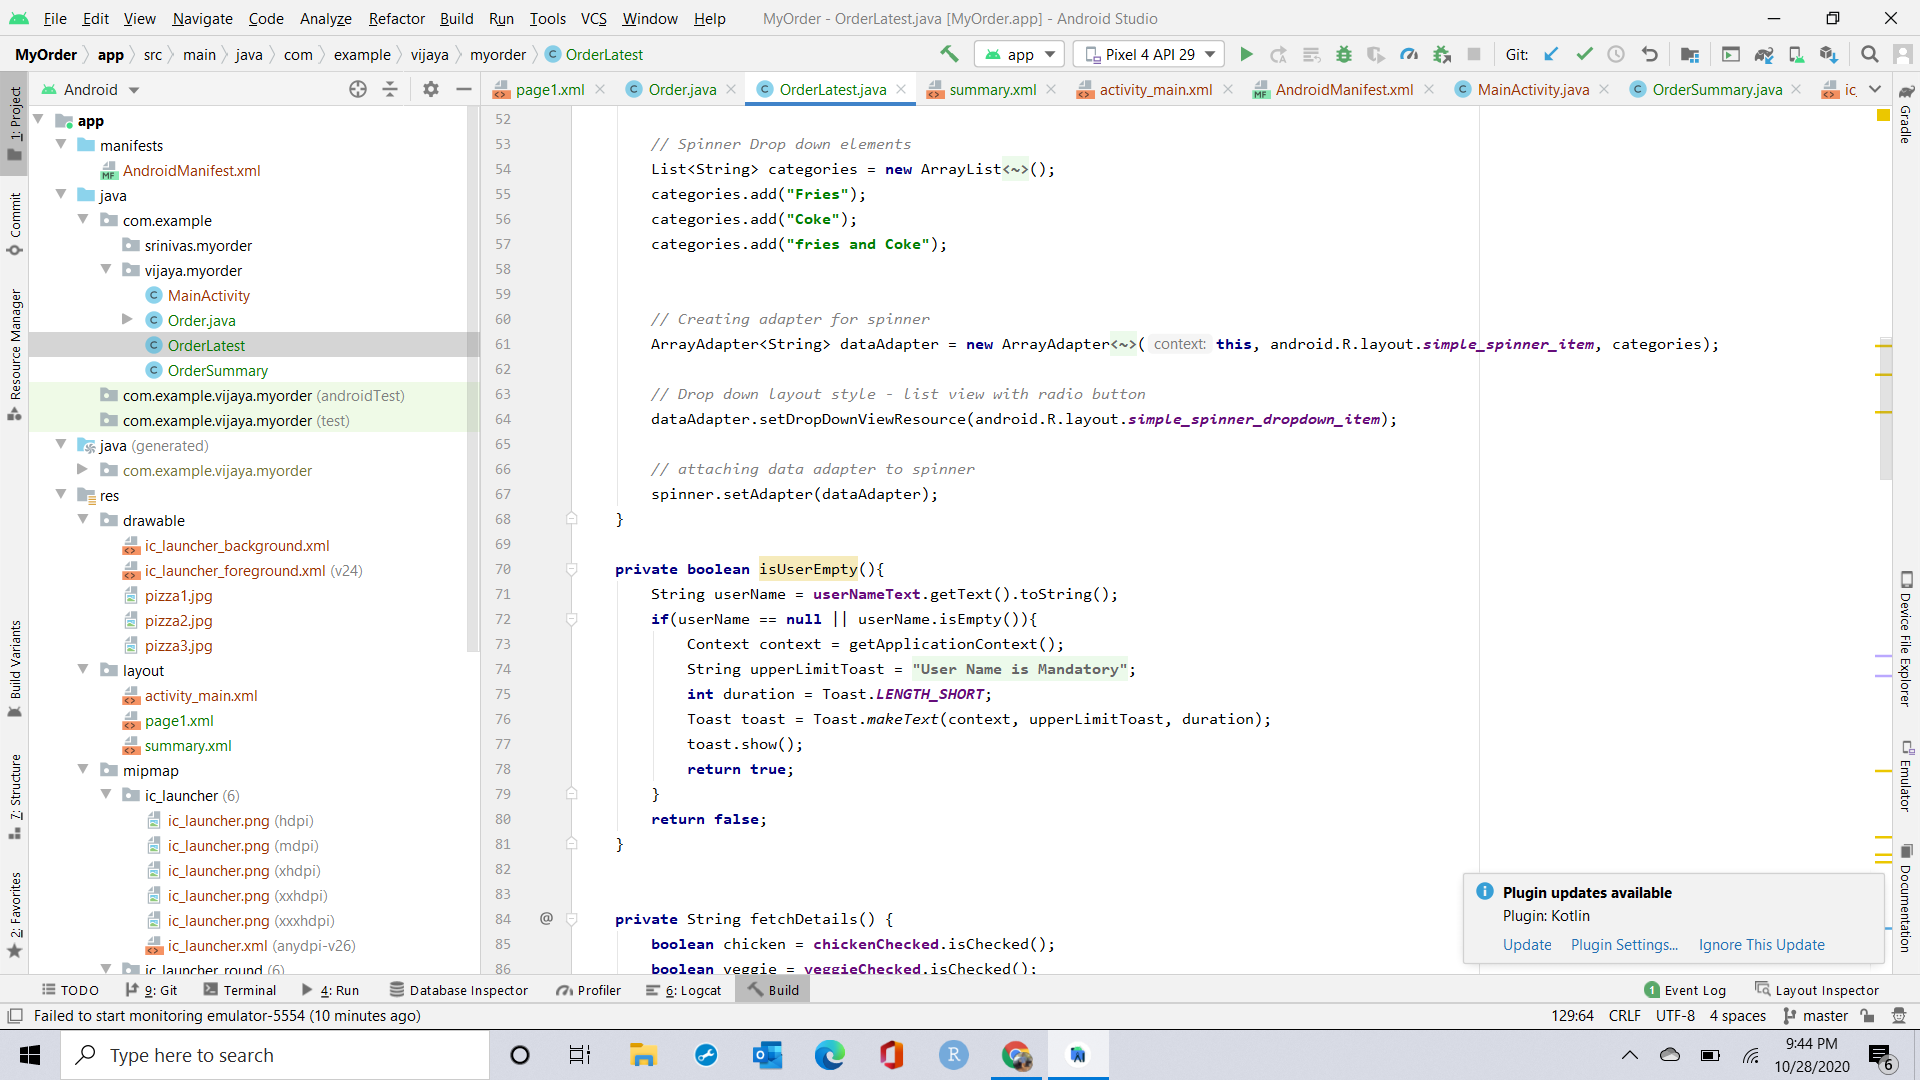 File Edit View Navigate Code Analyze Refactor Build Run Tools VCS Window Help MyOrder - OrderLatest.java [MyOrder.app] - Android Studio
MyOrder app src main java com example vijaya myorder C OrderLatest app Pixel 4 API 29 Git:
Android page1.xml C Order.java C OrderLatest.java summary.xml activity_main.xml MF AndroidManifest.xml C MainActivity.java C OrderSummary.java ic_
1: Project
Commit
Resource Manager
Build Variants
7: Structure
2: Favorites
app
manifests
MF AndroidManifest.xml
java
com.example
srinivas.myorder
vijaya.myorder
C MainActivity
C Order.java
C OrderLatest
C OrderSummary
com.example.vijaya.myorder (androidTest)
com.example.vijaya.myorder (test)
java (generated)
com.example.vijaya.myorder
res
drawable
ic_launcher_background.xml
ic_launcher_foreground.xml (v24)
pizza1.jpg
pizza2.jpg
pizza3.jpg
layout
activity_main.xml
page1.xml
summary.xml
mipmap
ic_launcher (6)
ic_launcher.png (hdpi)
ic_launcher.png (mdpi)
ic_launcher.png (xhdpi)
ic_launcher.png (xxhdpi)
ic_launcher.png (xxxhdpi)
ic_launcher.xml (anydpi-v26)
ic_launcher_round (6)
52
53 // Spinner Drop down elements
54 List<String> categories = new ArrayList<~>();
55 categories.add("Fries");
56 categories.add("Coke");
57 categories.add("fries and Coke");
58
59
60 // Creating adapter for spinner
61 ArrayAdapter<String> dataAdapter = new ArrayAdapter<~>( context: this, android.R.layout.simple_spinner_item, categories);
62
63 // Drop down layout style - list view with radio button
64 dataAdapter.setDropDownViewResource(android.R.layout.simple_spinner_dropdown_item);
65
66 // attaching data adapter to spinner
67 spinner.setAdapter(dataAdapter);
68 }
69
70 private boolean isUserEmpty(){
71 String userName = userNameText.getText().toString();
72 if(userName == null || userName.isEmpty()){
73 Context context = getApplicationContext();
74 String upperLimitToast = "User Name is Mandatory";
75 int duration = Toast.LENGTH_SHORT;
76 Toast toast = Toast.makeText(context, upperLimitToast, duration);
77 toast.show();
78 return true;
79 }
80 return false;
81 }
82
83
84 @ private String fetchDetails() {
85 boolean chicken = chickenChecked.isChecked();
86 boolean veggie = veggieChecked.isChecked();
Gradle
Device File Explorer
Emulator
Documentation
Plugin updates available
Plugin: Kotlin
Update Plugin Settings... Ignore This Update
TODO 9: Git Terminal 4: Run Database Inspector Profiler 6: Logcat Build 1 Event Log Layout Inspector
Failed to start monitoring emulator-5554 (10 minutes ago) 129:64 CRLF UTF-8 4 spaces master
Type here to search R 9:44 PM
10/28/2020 6